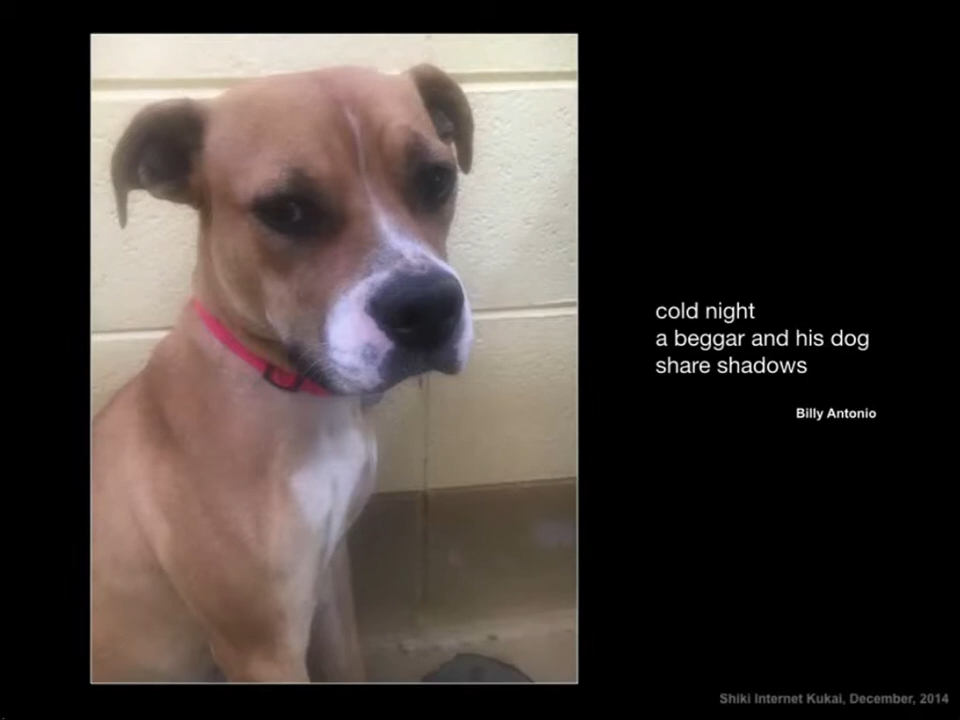 cold night
a beggar and his dog
share shadows
Billy Antonio
Shiki Internet Kukai, December, 2014